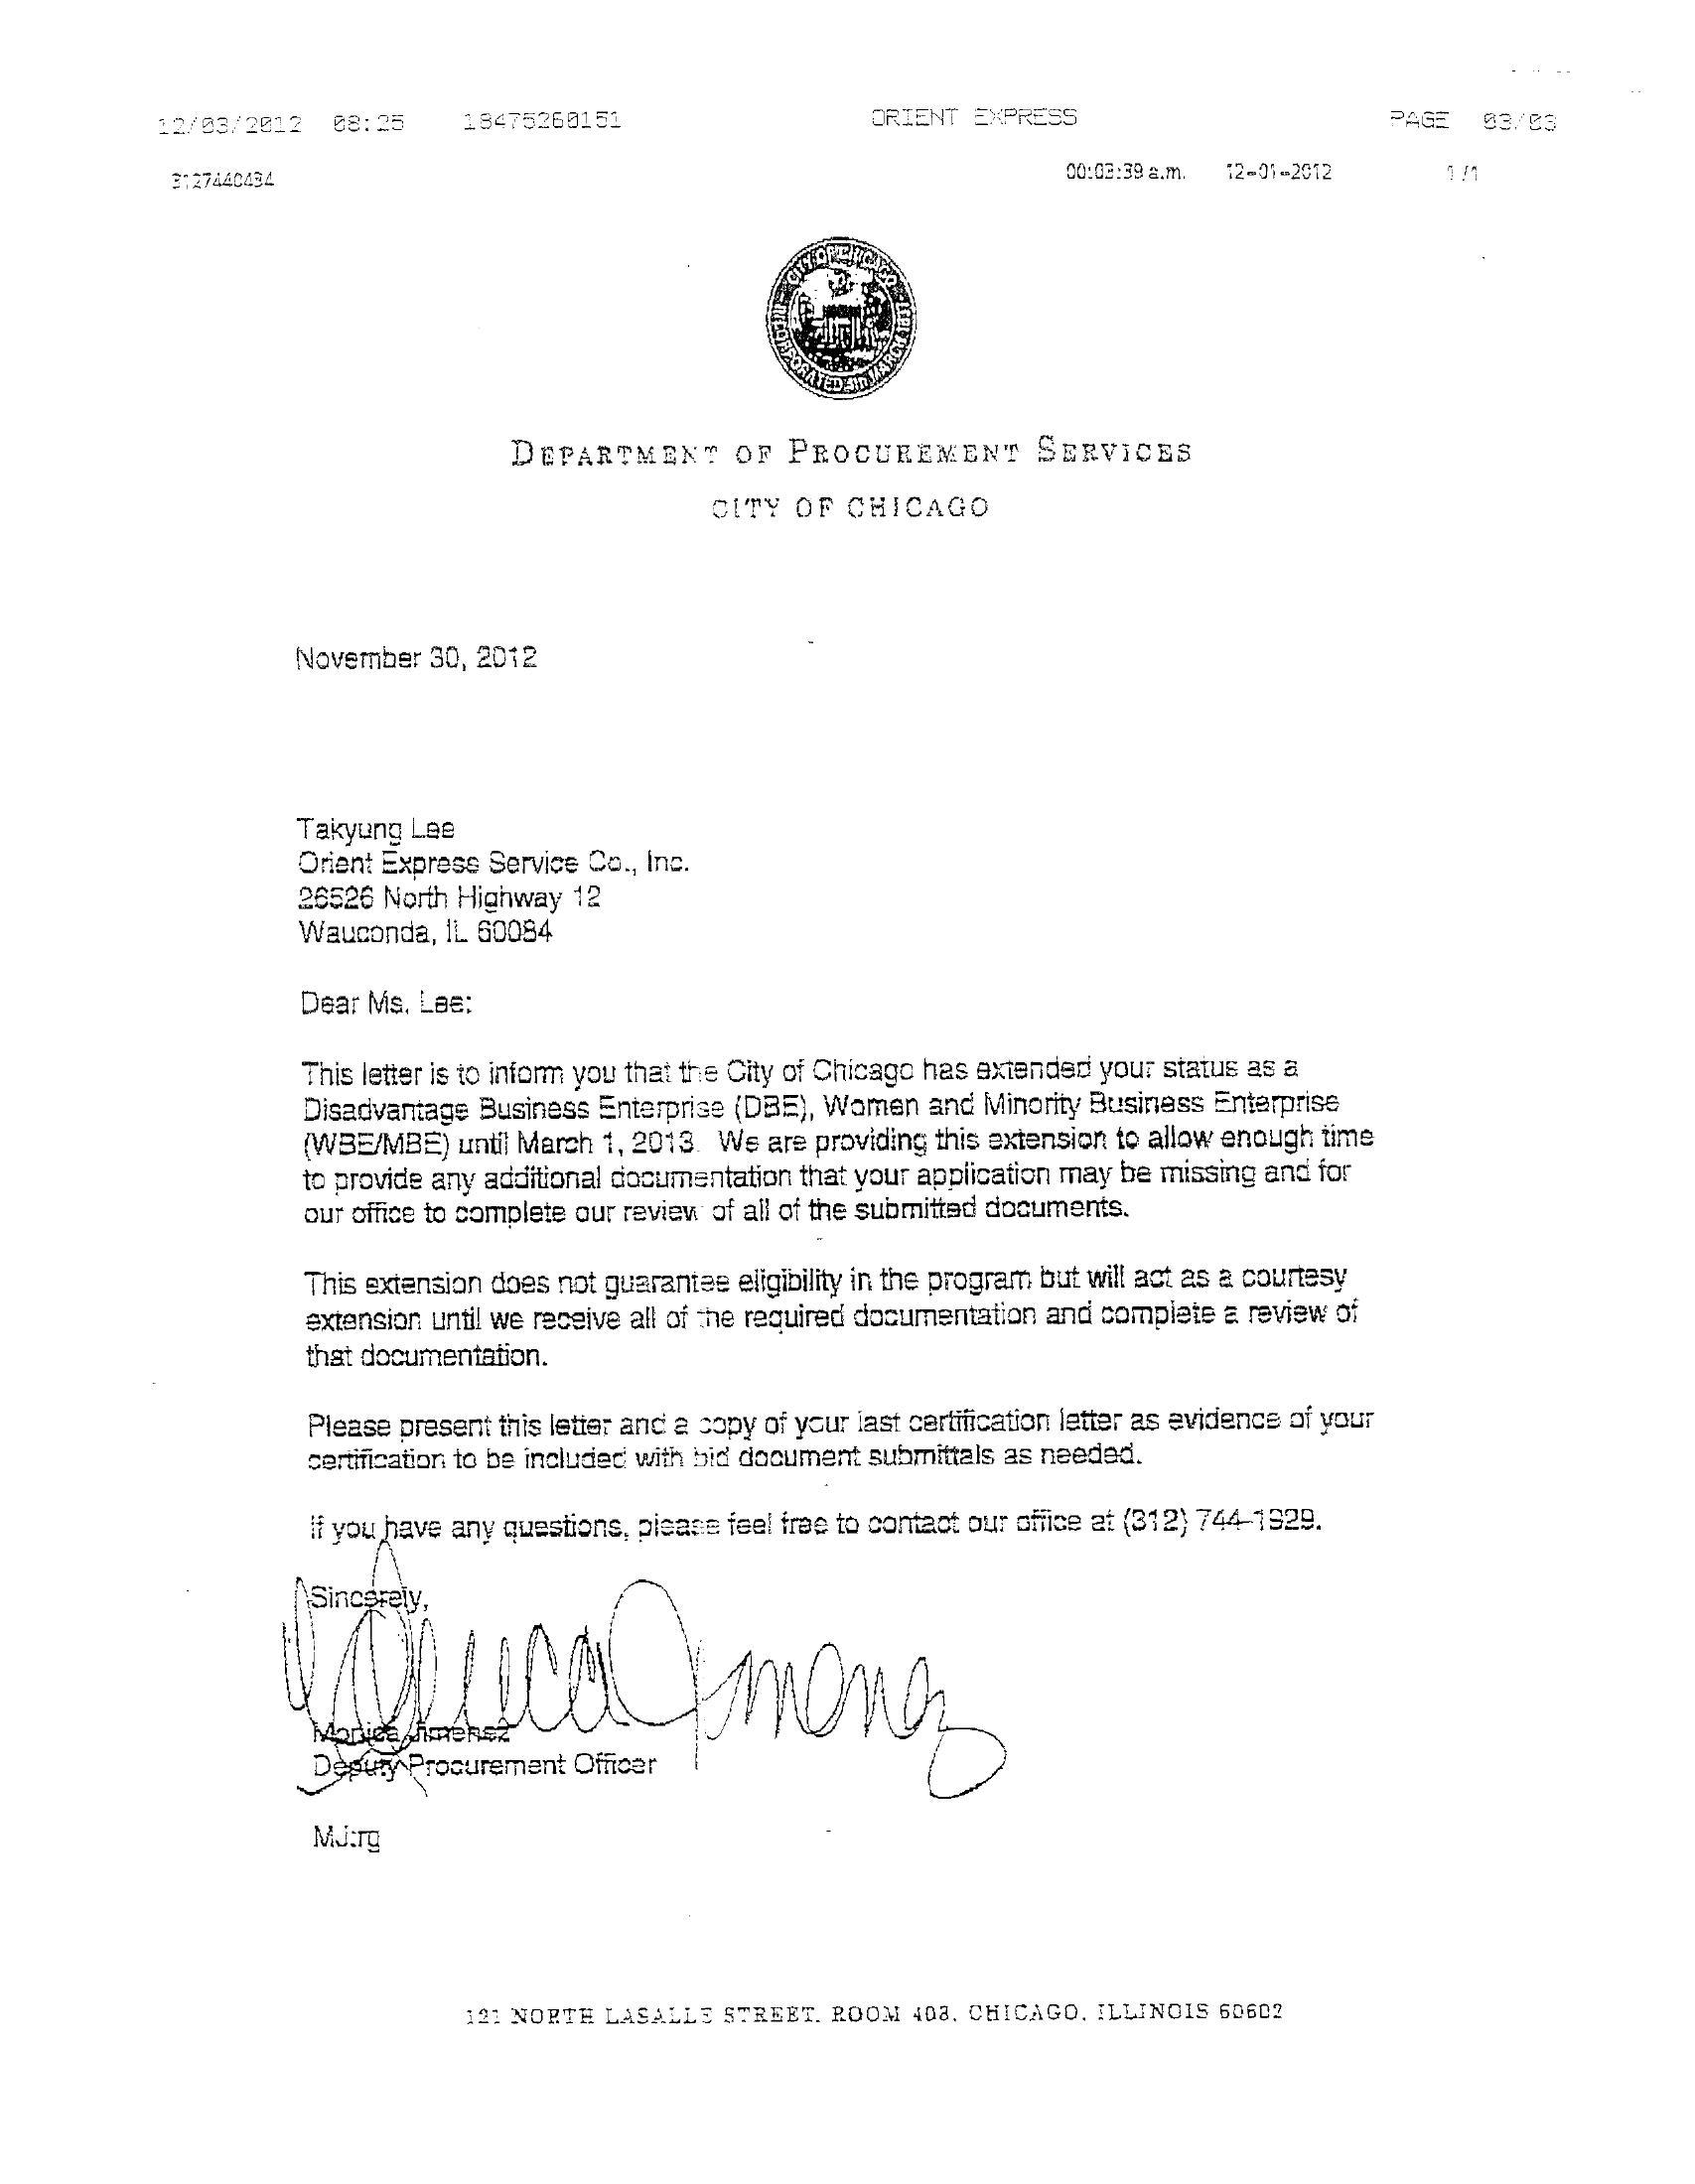 12/03/2012 08:25 18475260151 ORIENT EXPRESS PAGE 03/03
3127440434 00:03:39 a.m. 12-01-2012 1/1
CITY OF CHICAGO INCORPORATED 4th MARCH 1837
DEPARTMENT OF PROCUREMENT SERVICES
CITY OF CHICAGO
November 30, 2012
Takyung Lee
Orient Express Service Co., Inc.
26526 North Highway 12
Wauconda, IL 60084
Dear Ms. Lee:
This letter is to inform you that the City of Chicago has extended your status as a
Disadvantage Business Enterprise (DBE), Women and Minority Business Enterprise
(WBE/MBE) until March 1, 2013. We are providing this extension to allow enough time
to provide any additional documentation that your application may be missing and for
our office to complete our review of all of the submitted documents.
This extension does not guarantee eligibility in the program but will act as a courtesy
extension until we receive all of the required documentation and complete a review of
that documentation.
Please present this letter and a copy of your last certification letter as evidence of your
certification to be included with bid document submittals as needed.
If you have any questions, please feel free to contact our office at (312) 744-1929.
Sincerely,
Monica Jimenez
Monica Jimenez
Deputy Procurement Officer
MJ:rg
121 NORTH LASALLE STREET, ROOM 403, CHICAGO, ILLINOIS 60602